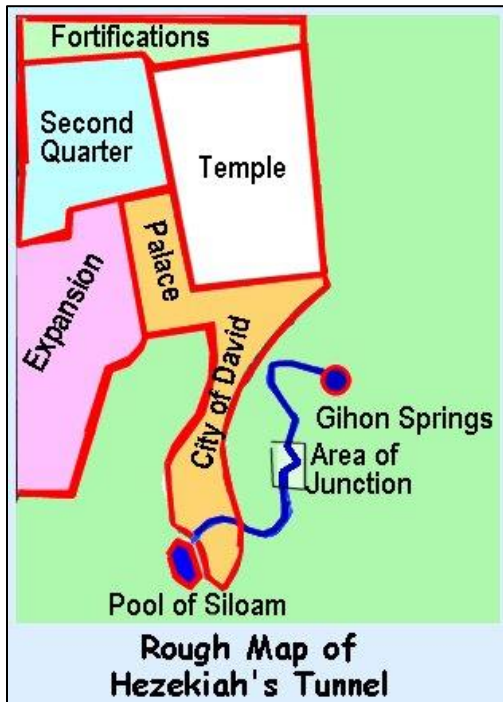 Fortifications
Second
Quarter
Temple
Palace
Expansion
City of David
Gihon Springs
Area of
Junction
Pool of Siloam
Rough Map of
Hezekiah's Tunnel